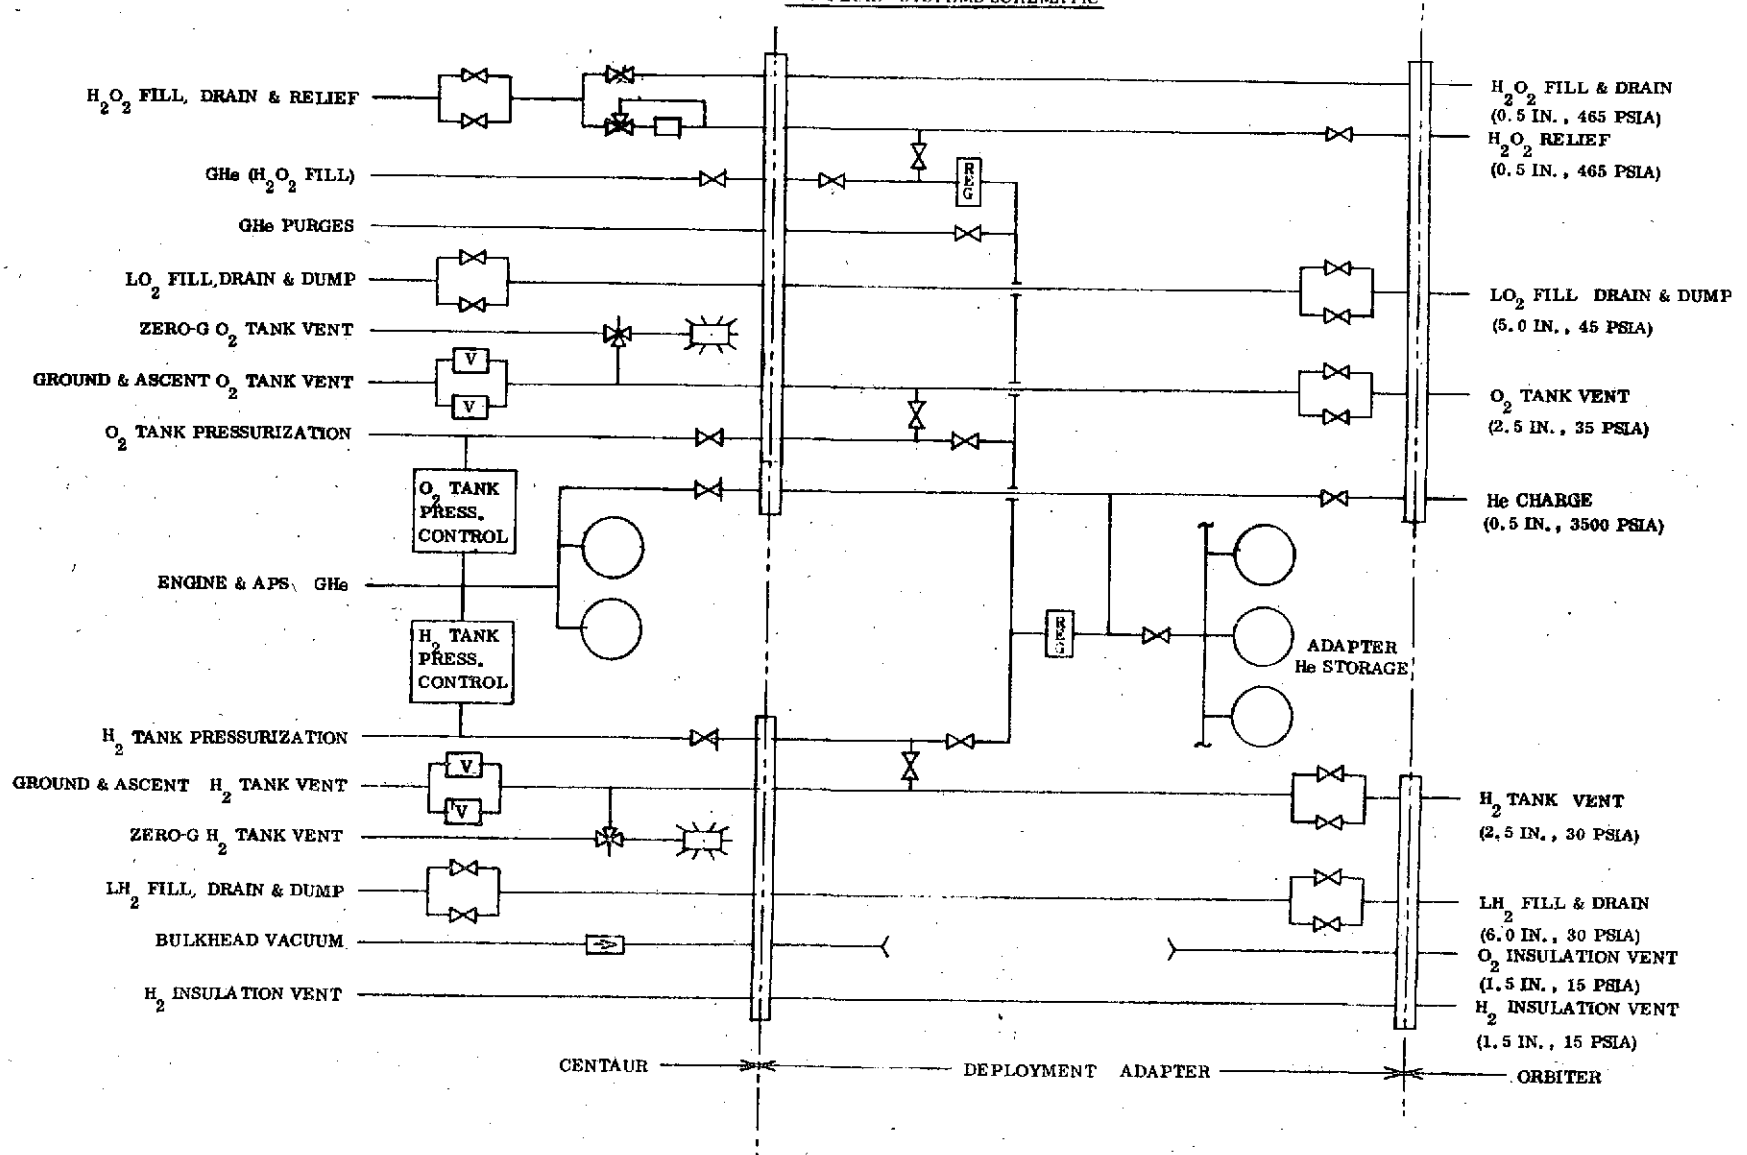 SYSTEMS SCHEMATIC
H2O2 FILL, DRAIN & RELIEF
GHe (H2O2 FILL)
GHe PURGES
LO2 FILL, DRAIN & DUMP
ZERO-G O2 TANK VENT
GROUND & ASCENT O2 TANK VENT
O2 TANK PRESSURIZATION
O2 TANK
PRESS.
CONTROL
ENGINE & APS GHe
H2 TANK
PRESS.
CONTROL
H2 TANK PRESSURIZATION
GROUND & ASCENT H2 TANK VENT
ZERO-G H2 TANK VENT
LH2 FILL, DRAIN & DUMP
BULKHEAD VACUUM
H2 INSULATION VENT
V
V
V
V
REG
REG
ADAPTER
He STORAGE
H2O2 FILL & DRAIN
(0.5 IN., 465 PSIA)
H2O2 RELIEF
(0.5 IN., 465 PSIA)
LO2 FILL DRAIN & DUMP
(5.0 IN., 45 PSIA)
O2 TANK VENT
(2.5 IN., 35 PSIA)
He CHARGE
(0.5 IN., 3500 PSIA)
H2 TANK VENT
(2.5 IN., 30 PSIA)
LH2 FILL & DRAIN
(6.0 IN., 30 PSIA)
O2 INSULATION VENT
(1.5 IN., 15 PSIA)
H2 INSULATION VENT
(1.5 IN., 15 PSIA)
CENTAUR
DEPLOYMENT ADAPTER
ORBITER